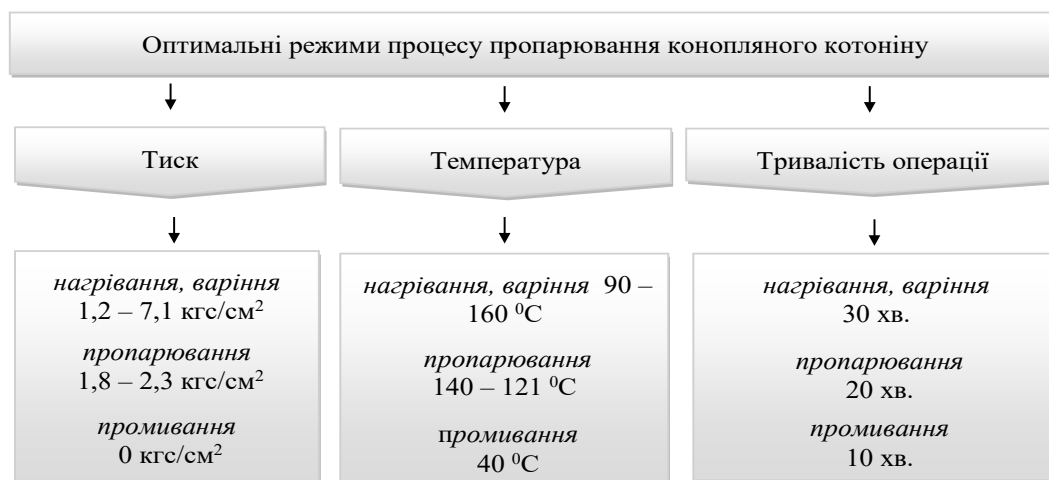 Оптимальні режими процесу пропарювання конопляного котоніну
Тиск
Температура
Тривалість операції
нагрівання, варіння
1,2 – 7,1 кгс/см²
пропарювання
1,8 – 2,3 кгс/см²
промивання
0 кгс/см²
нагрівання, варіння 90 –
160 ⁰С
пропарювання
140 – 121 ⁰С
промивання
40 ⁰С
нагрівання, варіння
30 хв.
пропарювання
20 хв.
промивання
10 хв.